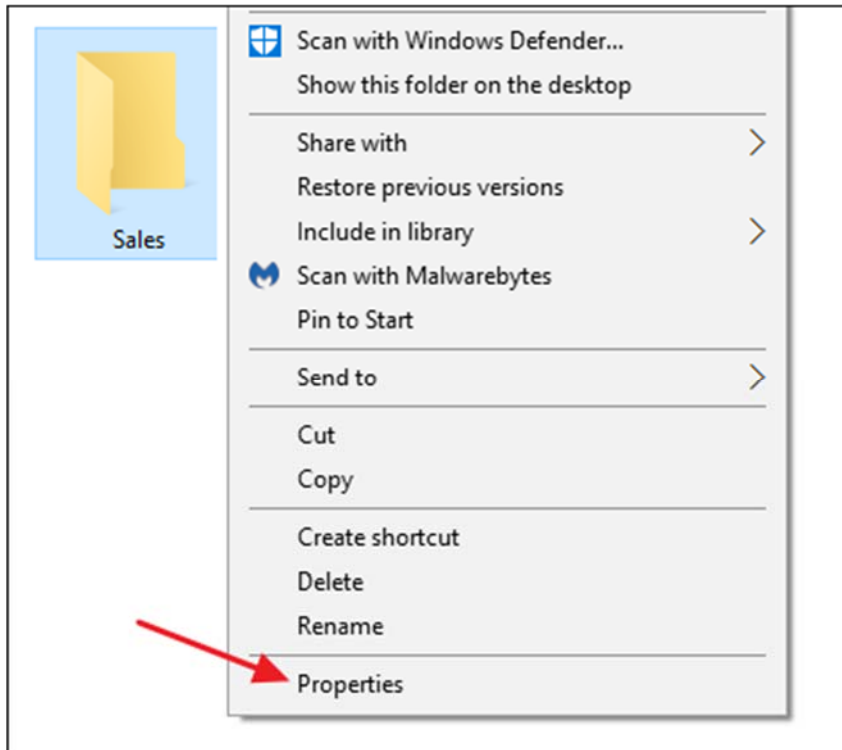 Sales
Scan with Windows Defender...
Show this folder on the desktop
Share with
Restore previous versions
Include in library
Scan with Malwarebytes
Pin to Start
Send to
Cut
Copy
Create shortcut
Delete
Rename
Properties